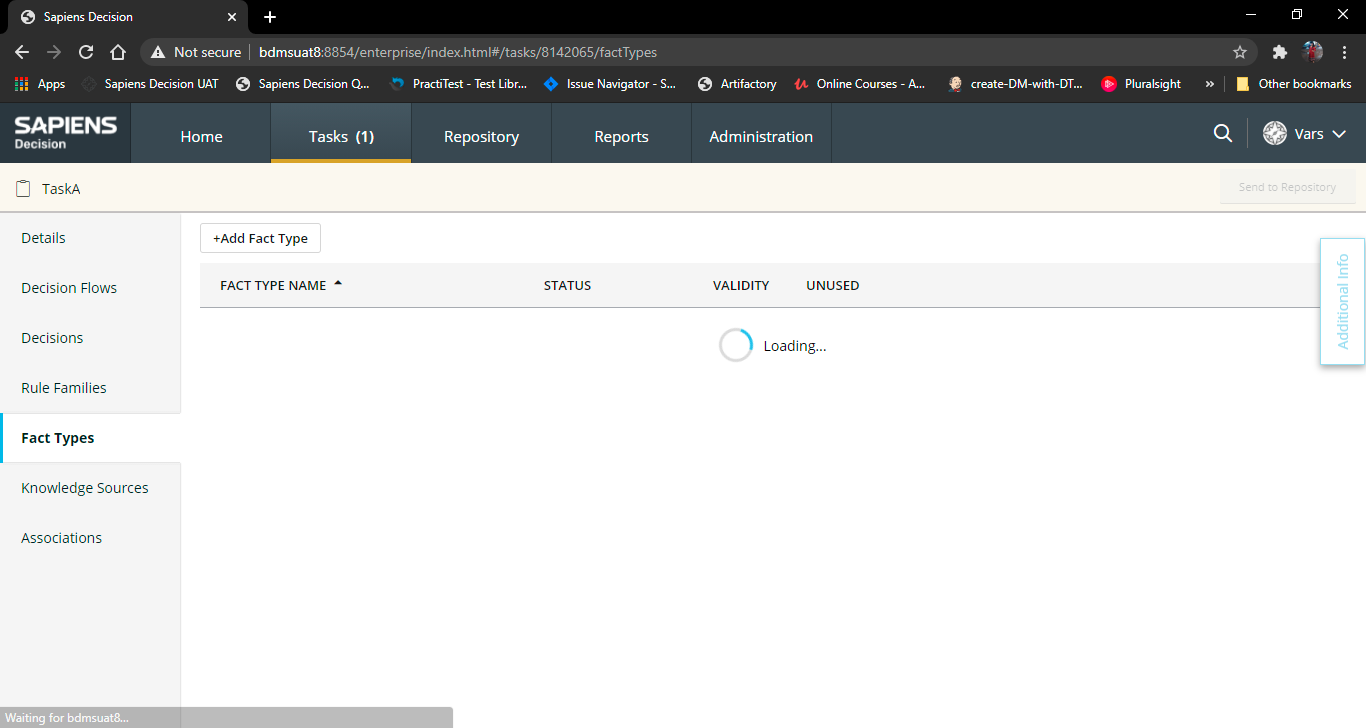 Sapiens Decision
Not secure bdmsuat8:8854/enterprise/index.html#/tasks/8142065/factTypes
Apps Sapiens Decision UAT Sapiens Decision Q... PractiTest - Test Libr... Issue Navigator - S... Artifactory Online Courses - A... create-DM-with-DT... Pluralsight » Other bookmarks
SAPIENS
Decision
Home Tasks (1) Repository Reports Administration Vars
TaskA Send to Repository
Details
Decision Flows
Decisions
Rule Families
Fact Types
Knowledge Sources
Associations
+Add Fact Type
FACT TYPE NAME STATUS VALIDITY UNUSED
Loading...
Additional Info
Waiting for bdmsuat8...